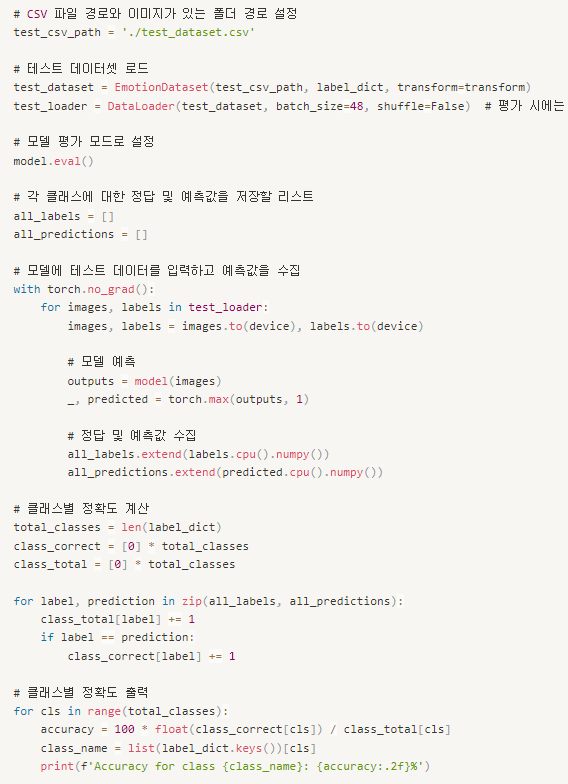 # CSV 파일 경로와 이미지가 있는 폴더 경로 설정
test_csv_path = './test_dataset.csv'
# 테스트 데이터셋 로드
test_dataset = EmotionDataset(test_csv_path, label_dict, transform=transform)
test_loader = DataLoader(test_dataset, batch_size=48, shuffle=False)  # 평가 시에는
# 모델 평가 모드로 설정
model.eval()
# 각 클래스에 대한 정답 및 예측값을 저장할 리스트
all_labels = []
all_predictions = []
# 모델에 테스트 데이터를 입력하고 예측값을 수집
with torch.no_grad():
    for images, labels in test_loader:
        images, labels = images.to(device), labels.to(device)
        # 모델 예측
        outputs = model(images)
        _, predicted = torch.max(outputs, 1)
        # 정답 및 예측값 수집
        all_labels.extend(labels.cpu().numpy())
        all_predictions.extend(predicted.cpu().numpy())
# 클래스별 정확도 계산
total_classes = len(label_dict)
class_correct = [0] * total_classes
class_total = [0] * total_classes
for label, prediction in zip(all_labels, all_predictions):
    class_total[label] += 1
    if label == prediction:
        class_correct[label] += 1
# 클래스별 정확도 출력
for cls in range(total_classes):
    accuracy = 100 * float(class_correct[cls]) / class_total[cls]
    class_name = list(label_dict.keys())[cls]
    print(f'Accuracy for class {class_name}: {accuracy:.2f}%')